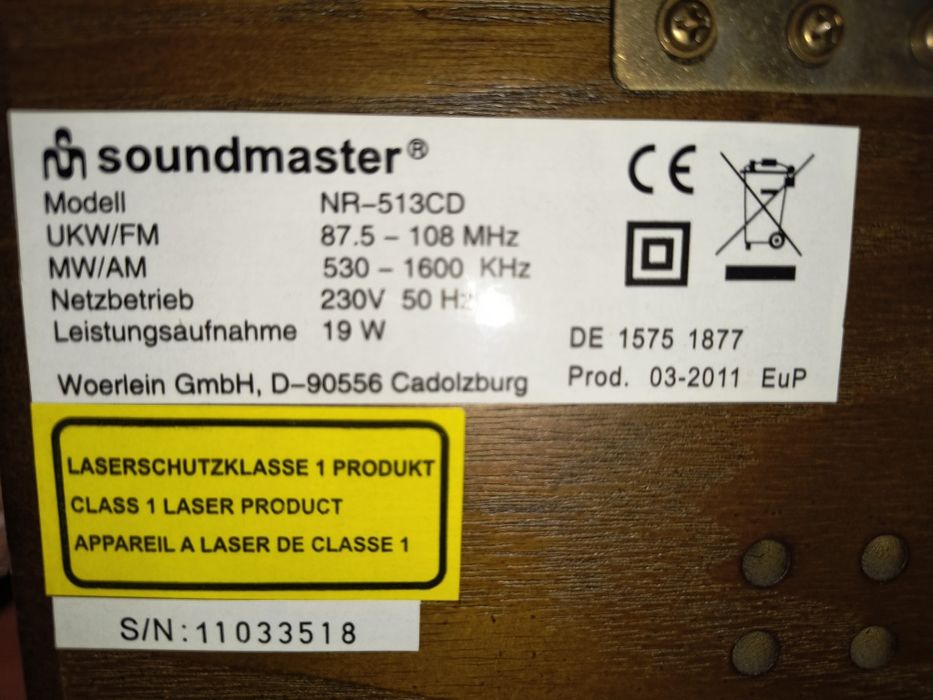 soundmaster®
Modell NR-513CD
UKW/FM 87.5 - 108 MHz
MW/AM 530 - 1600 KHz
Netzbetrieb 230V 50 Hz
Leistungsaufnahme 19 W
Woerlein GmbH, D-90556 Cadolzburg
CE
DE 1575 1877
Prod. 03-2011 EuP
LASERSCHUTZKLASSE 1 PRODUKT
CLASS 1 LASER PRODUCT
APPAREIL A LASER DE CLASSE 1
S/N: 11033518